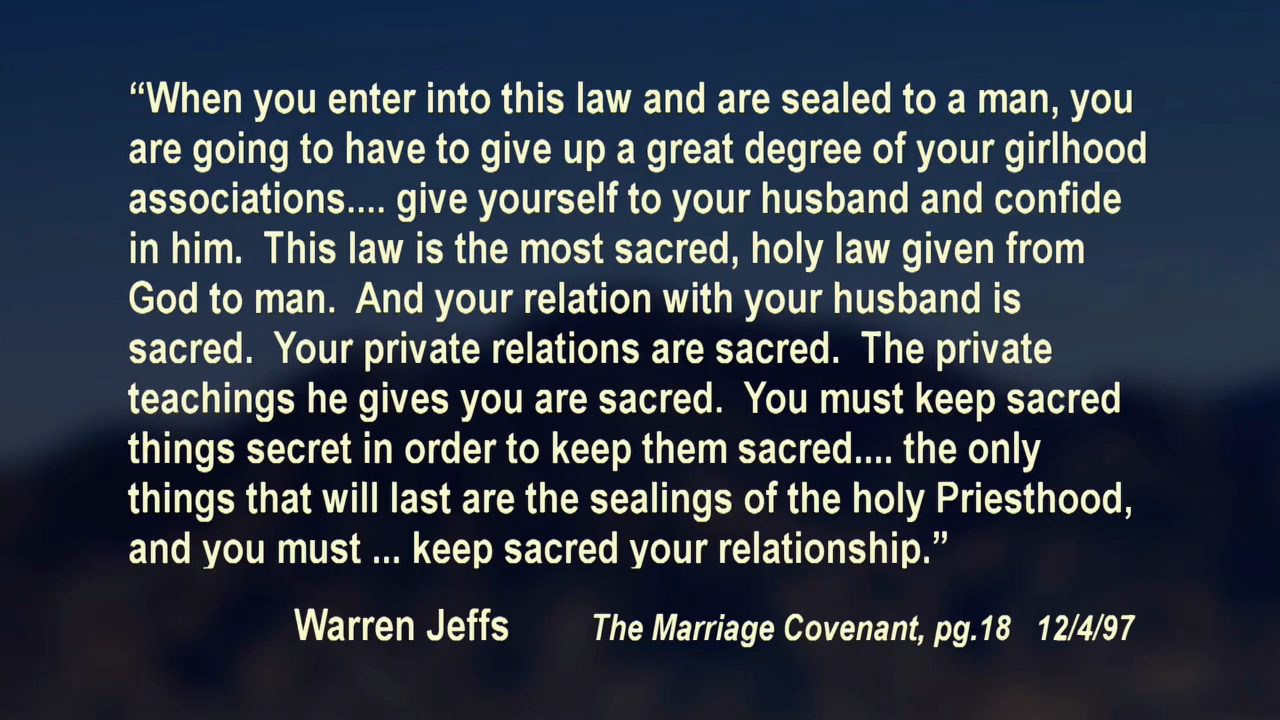 “When you enter into this law and are sealed to a man, you
are going to have to give up a great degree of your girlhood
associations.... give yourself to your husband and confide
in him.  This law is the most sacred, holy law given from
God to man.  And your relation with your husband is
sacred.  Your private relations are sacred.  The private
teachings he gives you are sacred.  You must keep sacred
things secret in order to keep them sacred.... the only
things that will last are the sealings of the holy Priesthood,
and you must ... keep sacred your relationship.”
Warren Jeffs The Marriage Covenant, pg.18 12/4/97